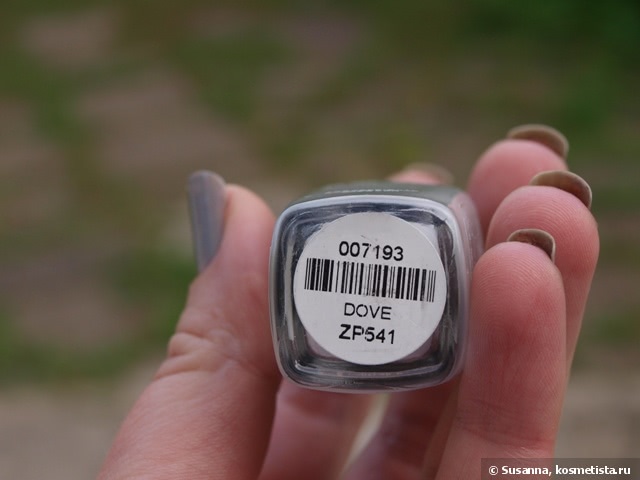 007193
DOVE
ZP541
© Susanna, kosmetista.ru